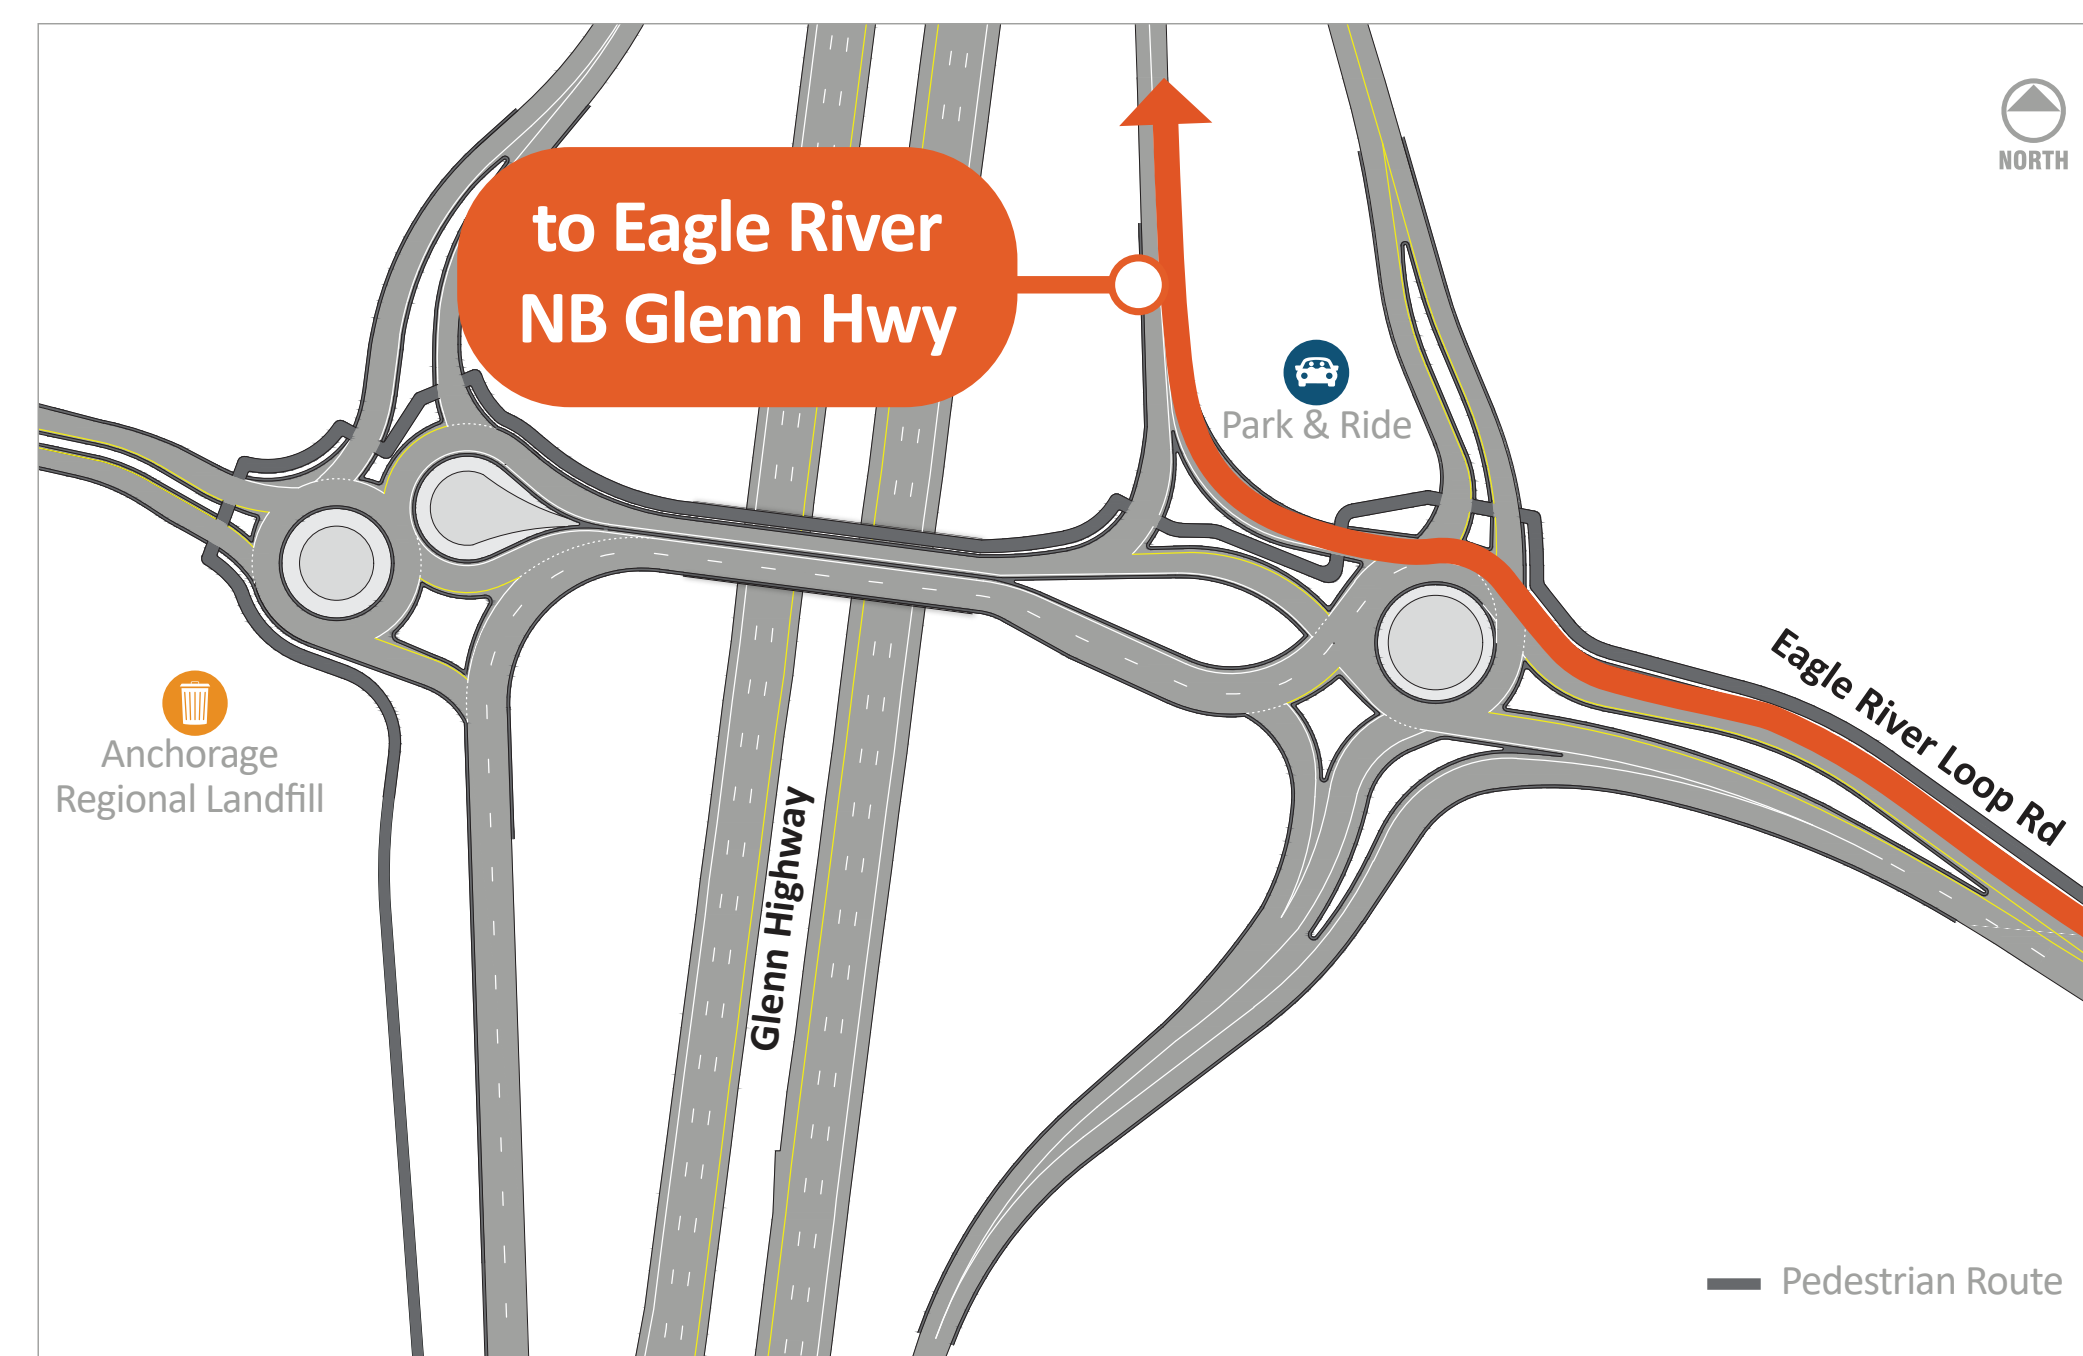 to Eagle River
NB Glenn Hwy
NORTH
Park & Ride
Eagle River Loop Rd
Anchorage
Regional Landfill
Glenn Highway
Pedestrian Route